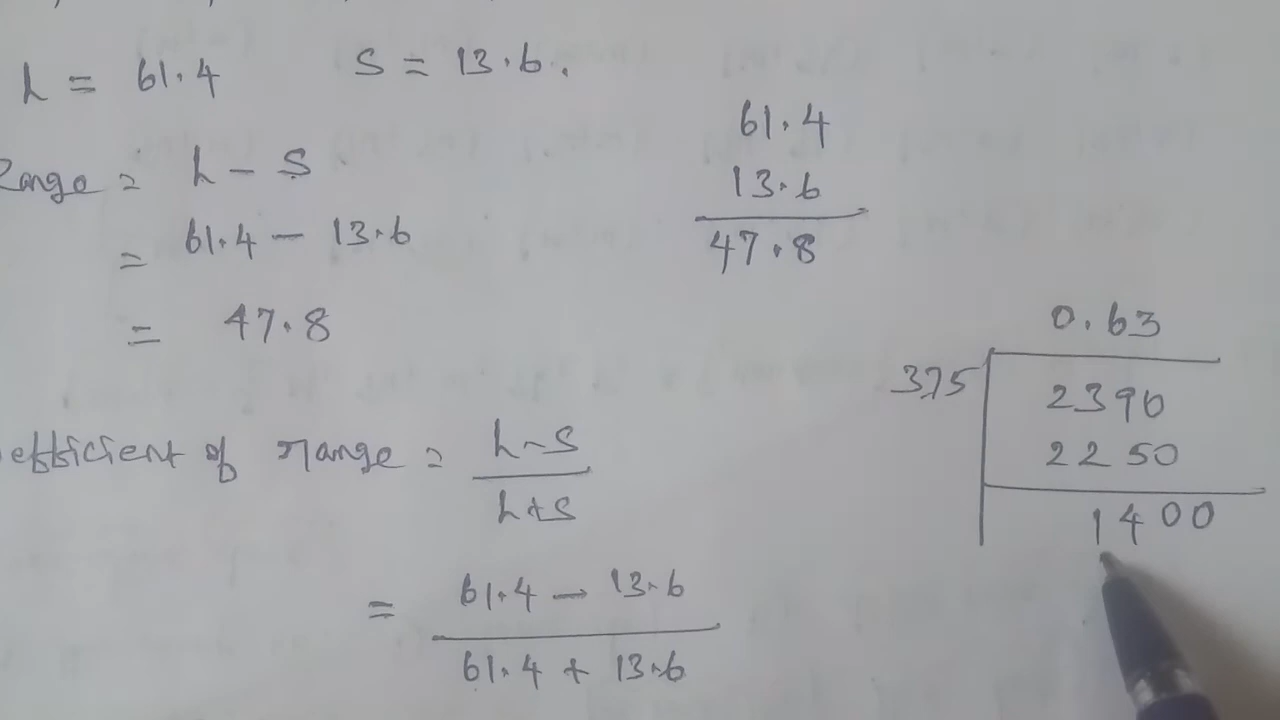 L = 61.4 S = 13.6.
Range = L - S
= 61.4 - 13.6
= 47.8
61.4
13.6
47.8
efficient of range = L-S
L+S
= 61.4 - 13.6
61.4 + 13.6
0.63
375 2390
2250
1400